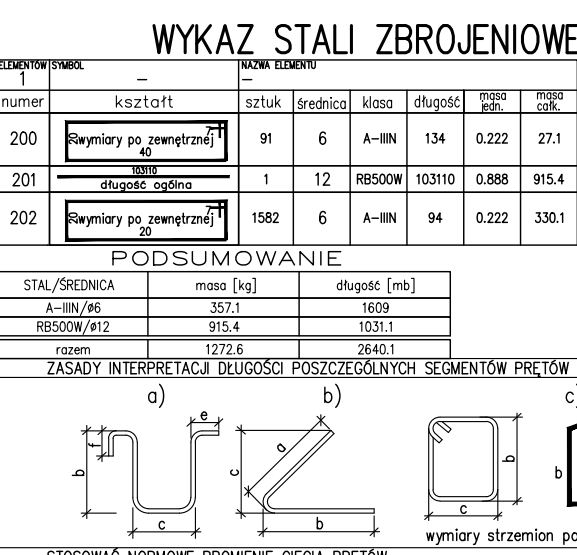 WYKAZ STALI ZBROJENIOWE
ELEMENTÓW SYMBOL NAZWA ELEMENTU
1 – –
numer kształt sztuk średnica klasa długość masa jedn. masa całk.
200 20 wymiary po zewnętrznej 7 40 91 6 A-IIIN 134 0.222 27.1
201 103110 długość ogólna 1 12 RB500W 103110 0.888 915.4
202 20 wymiary po zewnętrznej 7 20 1582 6 A-IIIN 94 0.222 330.1
PODSUMOWANIE
STAL/ŚREDNICA masa [kg] długość [mb]
A-IIIN/ø6 357.1 1609
RB500W/ø12 915.4 1031.1
razem 1272.6 2640.1
ZASADY INTERPRETACJI DŁUGOŚCI POSZCZEGÓLNYCH SEGMENTÓW PRĘTÓW
a) b) c)
e
f
b
c
a
c
b
b
c
b
wymiary strzemion po
STOSOWAĆ NORMOWE PROMIENIE GIĘCIA PRĘTÓW